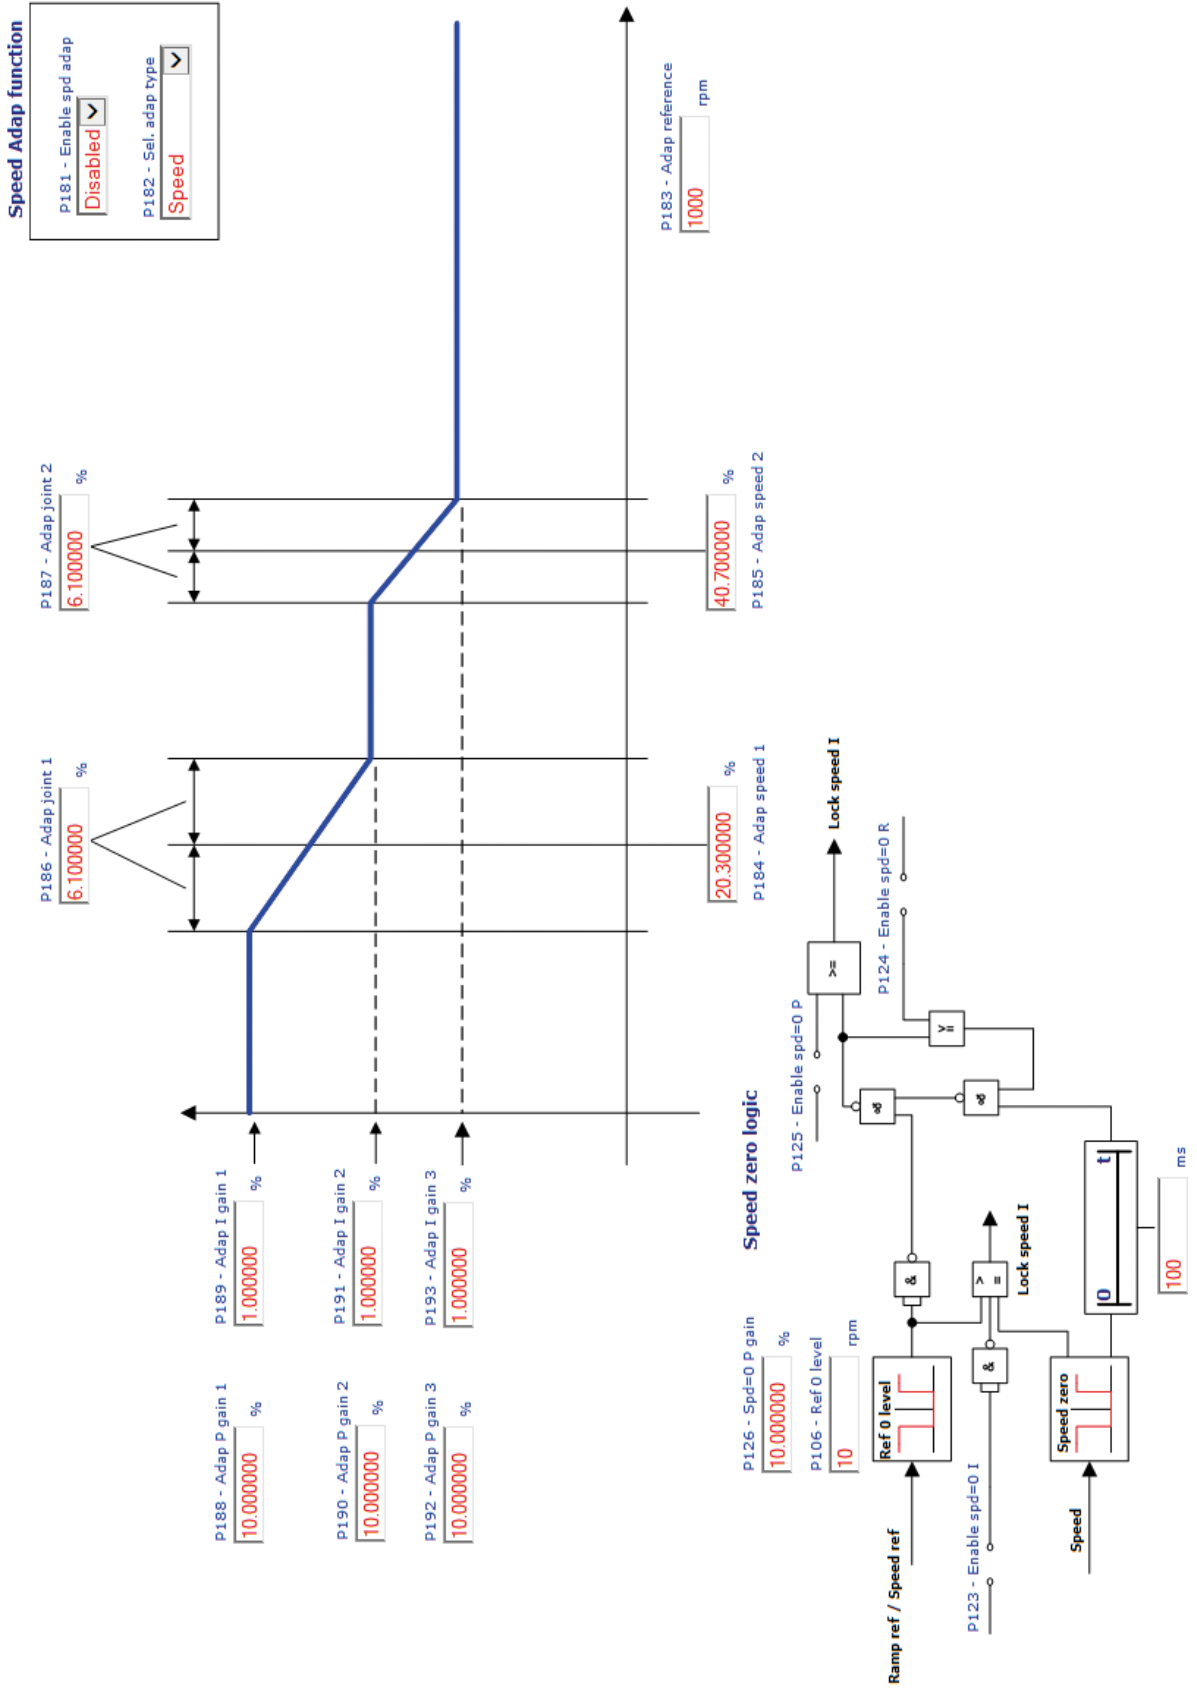 Speed Adap function
P181 - Enable spd adap
Disabled
P182 - Sel. adap type
Speed
P186 - Adap joint 1
6.100000 %
P187 - Adap joint 2
6.100000 %
P188 - Adap P gain 1
10.000000 %
P189 - Adap I gain 1
1.000000 %
P190 - Adap P gain 2
10.000000 %
P191 - Adap I gain 2
1.000000 %
P192 - Adap P gain 3
10.000000 %
P193 - Adap I gain 3
1.000000 %
P183 - Adap reference
1000 rpm
20.300000 %
P184 - Adap speed 1
40.700000 %
P185 - Adap speed 2
Speed zero logic
P126 - Spd=0 P gain
10.000000 %
P106 - Ref 0 level
10 rpm
P125 - Enable spd=0 P
>=
Lock speed I
P124 - Enable spd=0 R
Ramp ref / Speed ref
Ref 0 level
&
&
>=
&
P123 - Enable spd=0 I
&
> =
Lock speed I
Speed
Speed zero
0 t
100 ms